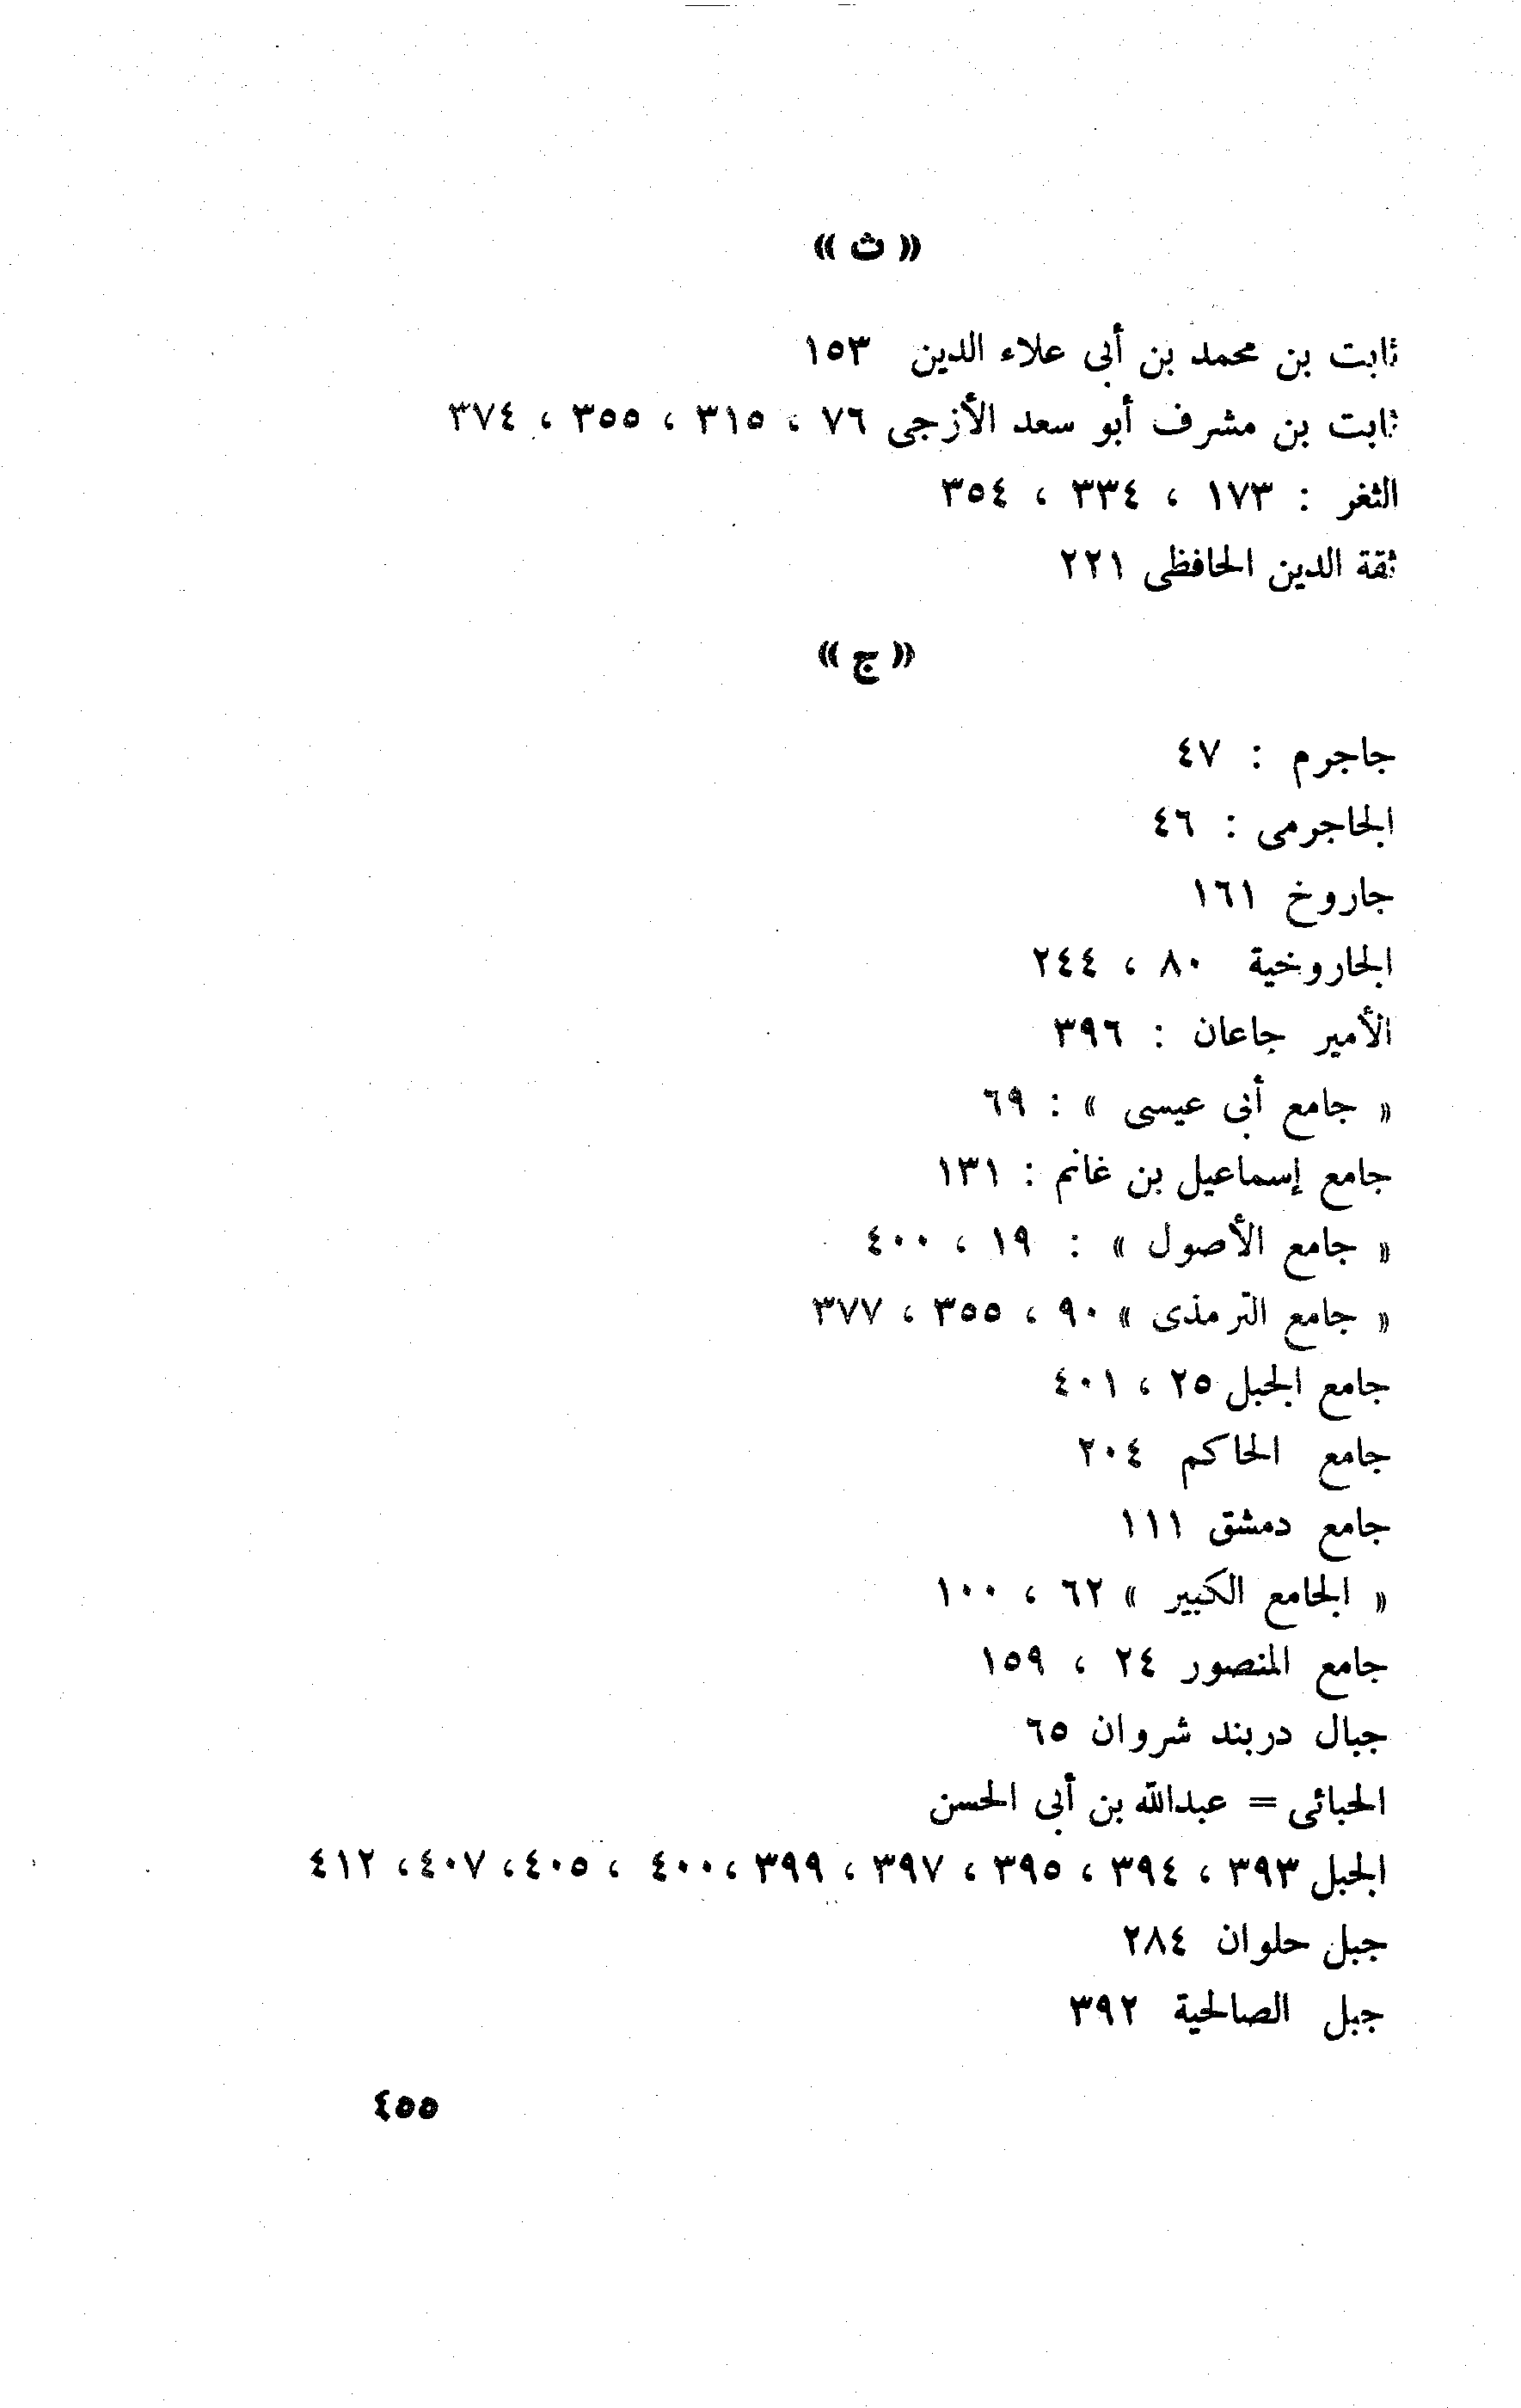 « ث »
ثابت بن محمد بن أبى علاء الدين ١٥٣
ثابت بن مشرف أبو سعد الأزجى ٧٦ ، ٣١٥ ، ٣٥٥ ، ٣٧٤
الثغر : ١٧٣ ، ٣٣٤ ، ٣٥٤
ثقة الدين الحافظى ٢٢١
« ج »
جاجرم : ٤٧
الجاجرمى : ٤٦
جاروخ ١٦١
الجاروخية ٨٠ ، ٢٤٤
الأمير جاعان : ٣٩٦
« جامع أبى عيسى » : ٦٩
جامع إسماعيل بن غانم : ١٣١
« جامع الأصول » : ١٩ ، ٤٠٠
« جامع الترمذى » ٩٠ ، ٣٥٥ ، ٣٧٧
جامع الجبل ٢٥ ، ٤٠١
جامع الحاكم ٢٠٤
جامع دمشق ١١١
« الجامع الكبير » ٦٢ ، ١٠٠
جامع المنصور ٢٤ ، ١٥٩
جبال دربند شروان ٦٥
الجبائى = عبدالله بن أبى الحسن
الجبل ٣٩٣ ، ٣٩٤ ، ٣٩٥ ، ٣٩٧ ، ٣٩٩ ،٤٠٠ ، ٤٠٥، ٤٠٧، ٤١٢
جبل حلوان ٢٨٤
جبل الصالحية ٣٩٢
٤٥٥